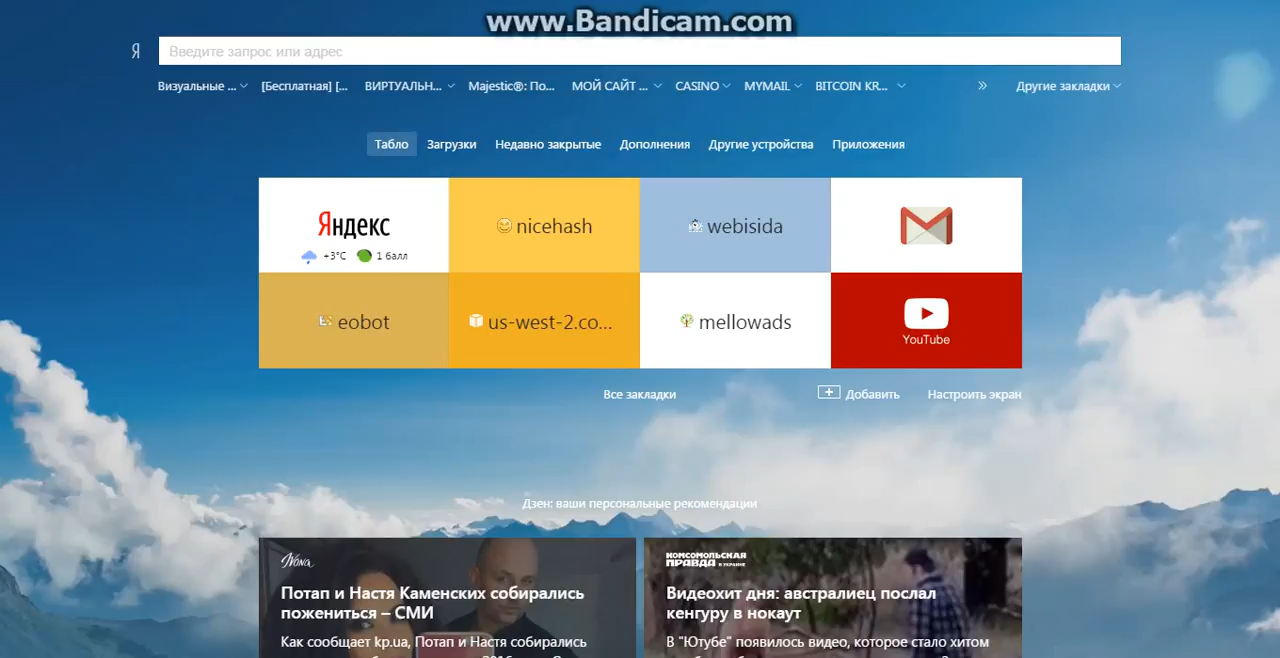 www.Bandicam.com
Я Введите запрос или адрес
Визуальные ... [Бесплатная] [... ВИРТУАЛЬН... Majestic®: По... МОЙ САЙТ ... CASINO MYMAIL BITCOIN KR... » Другие закладки
Табло Загрузки Недавно закрытые Дополнения Другие устройства Приложения
Яндекс nicehash webisida
+3°C 1 балл
eobot us-west-2.co... mellowads YouTube
Все закладки Добавить Настроить экран
Дзен: ваши персональные рекомендации
Wona
Потап и Настя Каменских собирались
пожениться – СМИ
Как сообщает kp.ua, Потап и Настя собирались
КОМСОМОЛЬСКАЯ
ПРАВДА В УКРАИНЕ
Видеохит дня: австралиец послал
кенгуру в нокаут
В "Ютубе" появилось видео, которое стало хитом